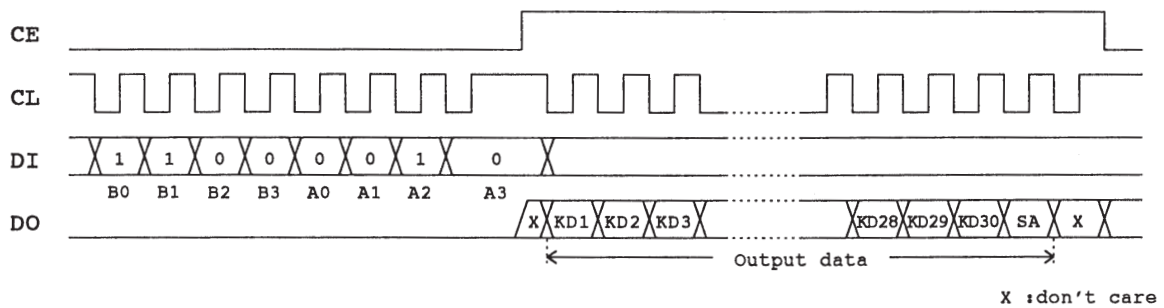 CE
CL
DI 1 1 0 0 0 0 1 0
B0 B1 B2 B3 A0 A1 A2 A3
DO X KD1 KD2 KD3 KD28 KD29 KD30 SA X
Output data
X :don't care